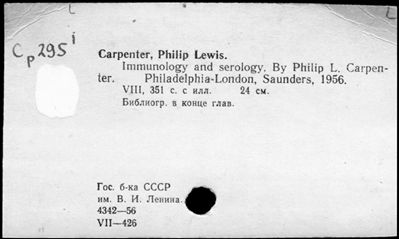 C p 295 i
Carpenter, Philip Lewis.
Immunology and serology. By Philip L. Carpen-
ter. Philadelphia-London, Saunders, 1956.
VIII, 351 с. с илл. 24 см.
Библиогр. в конце глав.
Гос. б-ка СССР
им. В. И. Ленина.
4342—56
VII—426